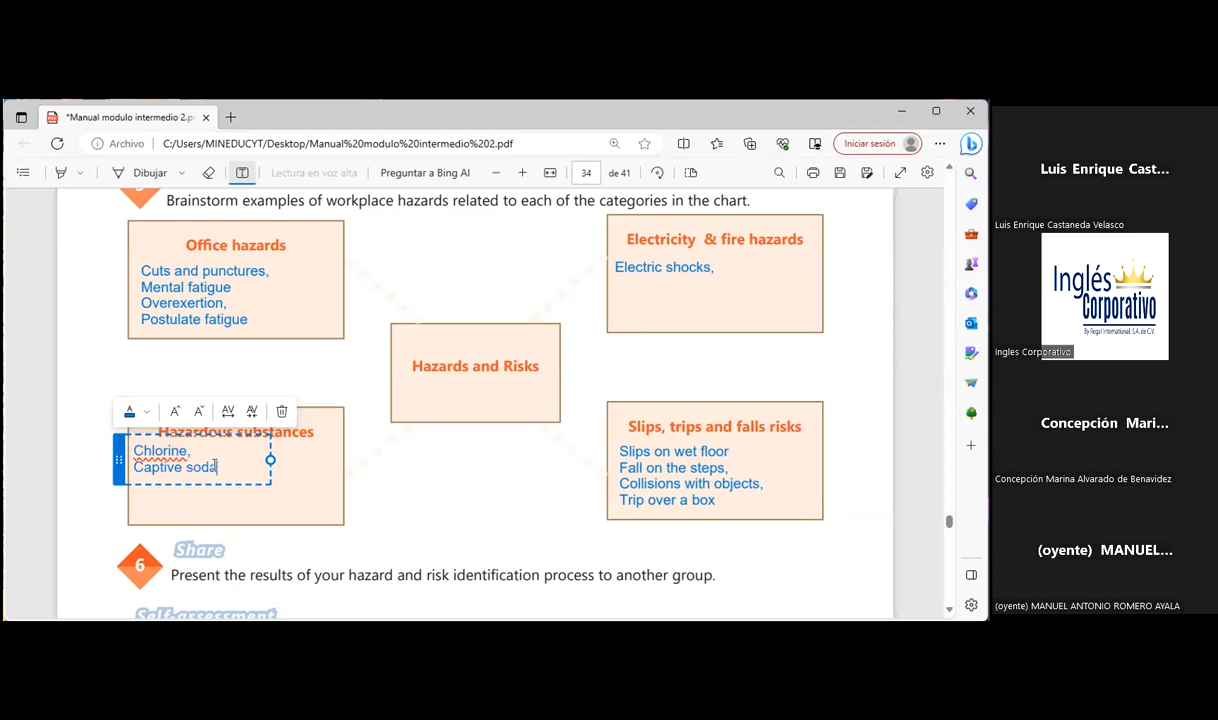 *Manual modulo intermedio 2.p
Archivo
C:/Users/MINEDUCYT/Desktop/Manual%20modulo%20intermedio%202.pdf
Iniciar sesión
Dibujar
Lectura en voz alta
Preguntar a Bing AI
34
de 41
Brainstorm examples of workplace hazards related to each of the categories in the chart.
Office hazards
Cuts and punctures,
Mental fatigue
Overexertion,
Postulate fatigue
Electricity & fire hazards
Electric shocks,
Hazards and Risks
Hazardous substances
Chlorine,
Captive soda
Slips, trips and falls risks
Slips on wet floor
Fall on the steps,
Collisions with objects,
Trip over a box
Share
6
Present the results of your hazard and risk identification process to another group.
Self-assessment
Luis Enrique Cast...
Luis Enrique Castaneda Velasco
Inglés
Corporativo
By Regal International, S.A. de C.V.
Ingles Corporativo
Concepción Mari...
Concepción Marina Alvarado de Benavidez
(oyente) MANUEL...
(oyente) MANUEL ANTONIO ROMERO AYALA